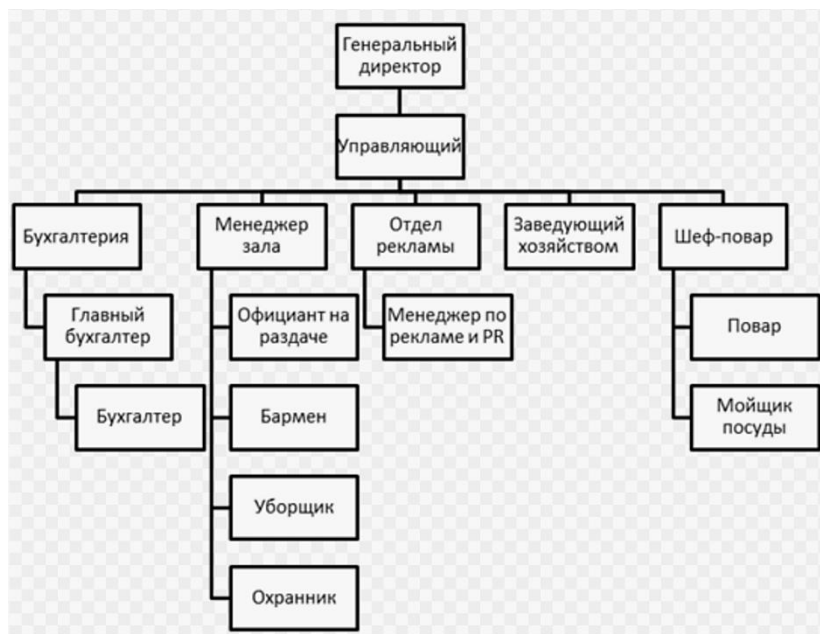 Генеральный
директор
Управляющий
Бухгалтерия
Менеджер
зала
Отдел
рекламы
Заведующий
хозяйством
Шеф-повар
Главный
бухгалтер
Официант на
раздаче
Менеджер по
рекламе и PR
Повар
Бухгалтер
Бармен
Мойщик
посуды
Уборщик
Охранник